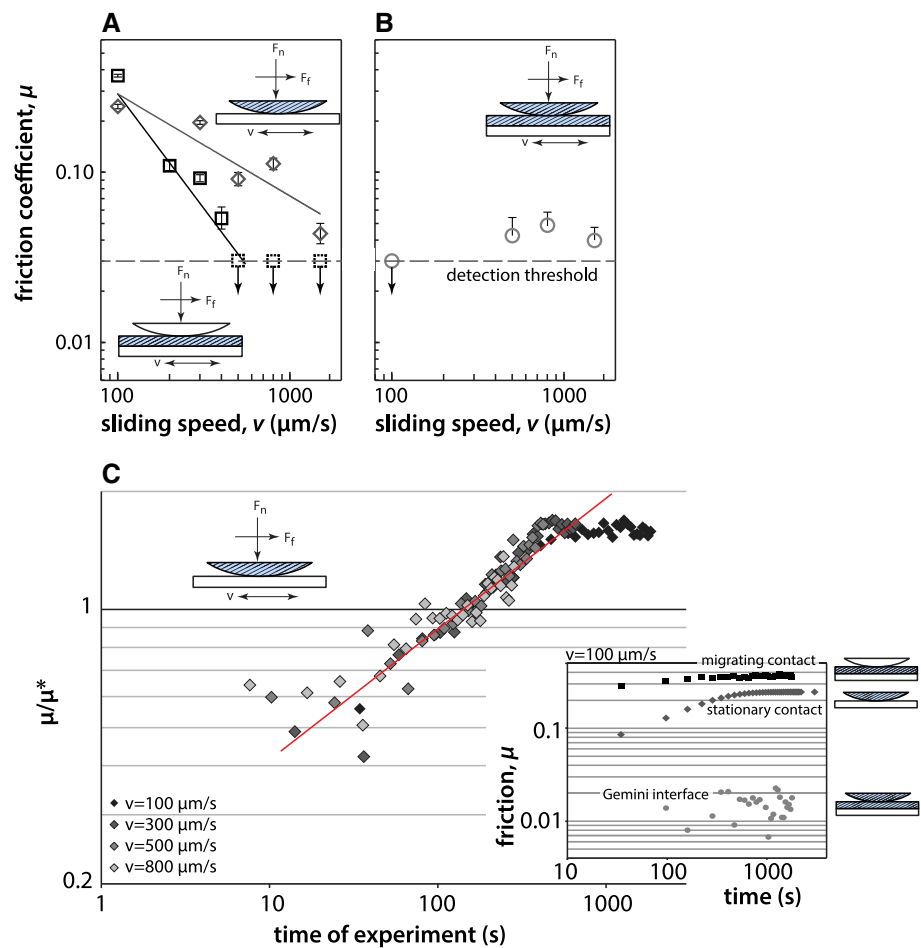 A
B
friction coefficient, μ
0.10
0.01
Fn
Ff
v
Fn
Ff
v
Fn
Ff
v
detection threshold
100
1000
100
1000
sliding speed, v (μm/s)
sliding speed, v (μm/s)
C
μ/μ*
1
0.2
Fn
Ff
v
v=100 μm/s
v=300 μm/s
v=500 μm/s
v=800 μm/s
1
10
100
1000
time of experiment (s)
v=100 μm/s
migrating contact
stationary contact
Gemini interface
friction, μ
0.1
0.01
10
100
1000
time (s)